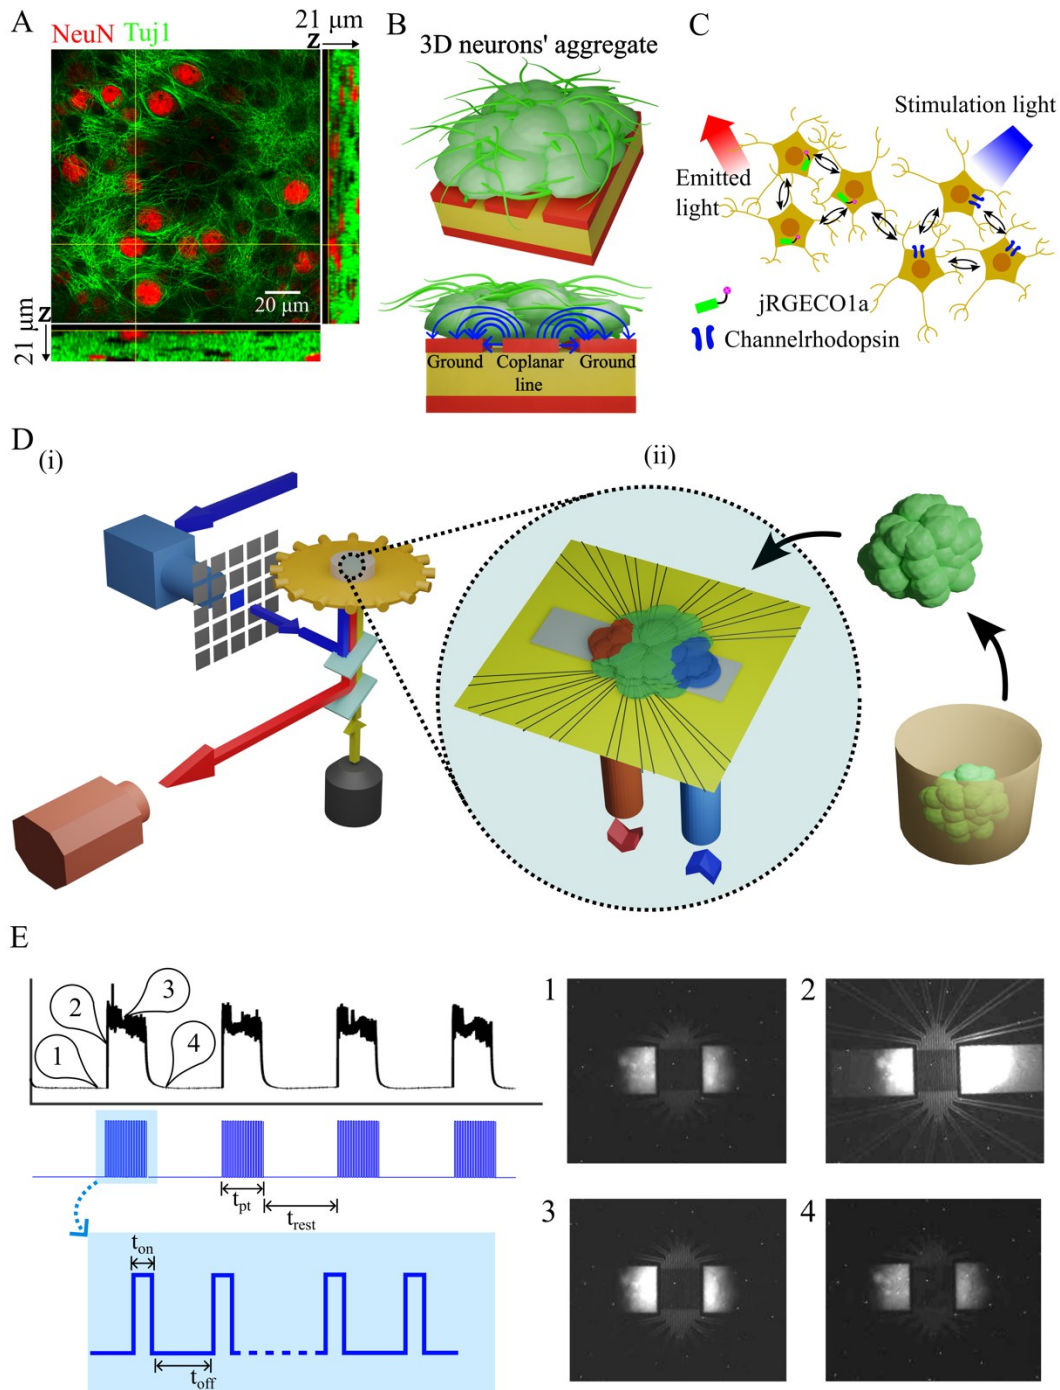 A
NeuN Tuj1
21 μm
Z
20 μm
Z
21 μm
B
3D neurons' aggregate
Ground Coplanar Ground
line
C
Stimulation light
Emitted
light
jRGECO1a
Channelrhodopsin
D
(i)
(ii)
E
1
2
3
4
t_pt
t_rest
t_on
t_off
1
2
3
4